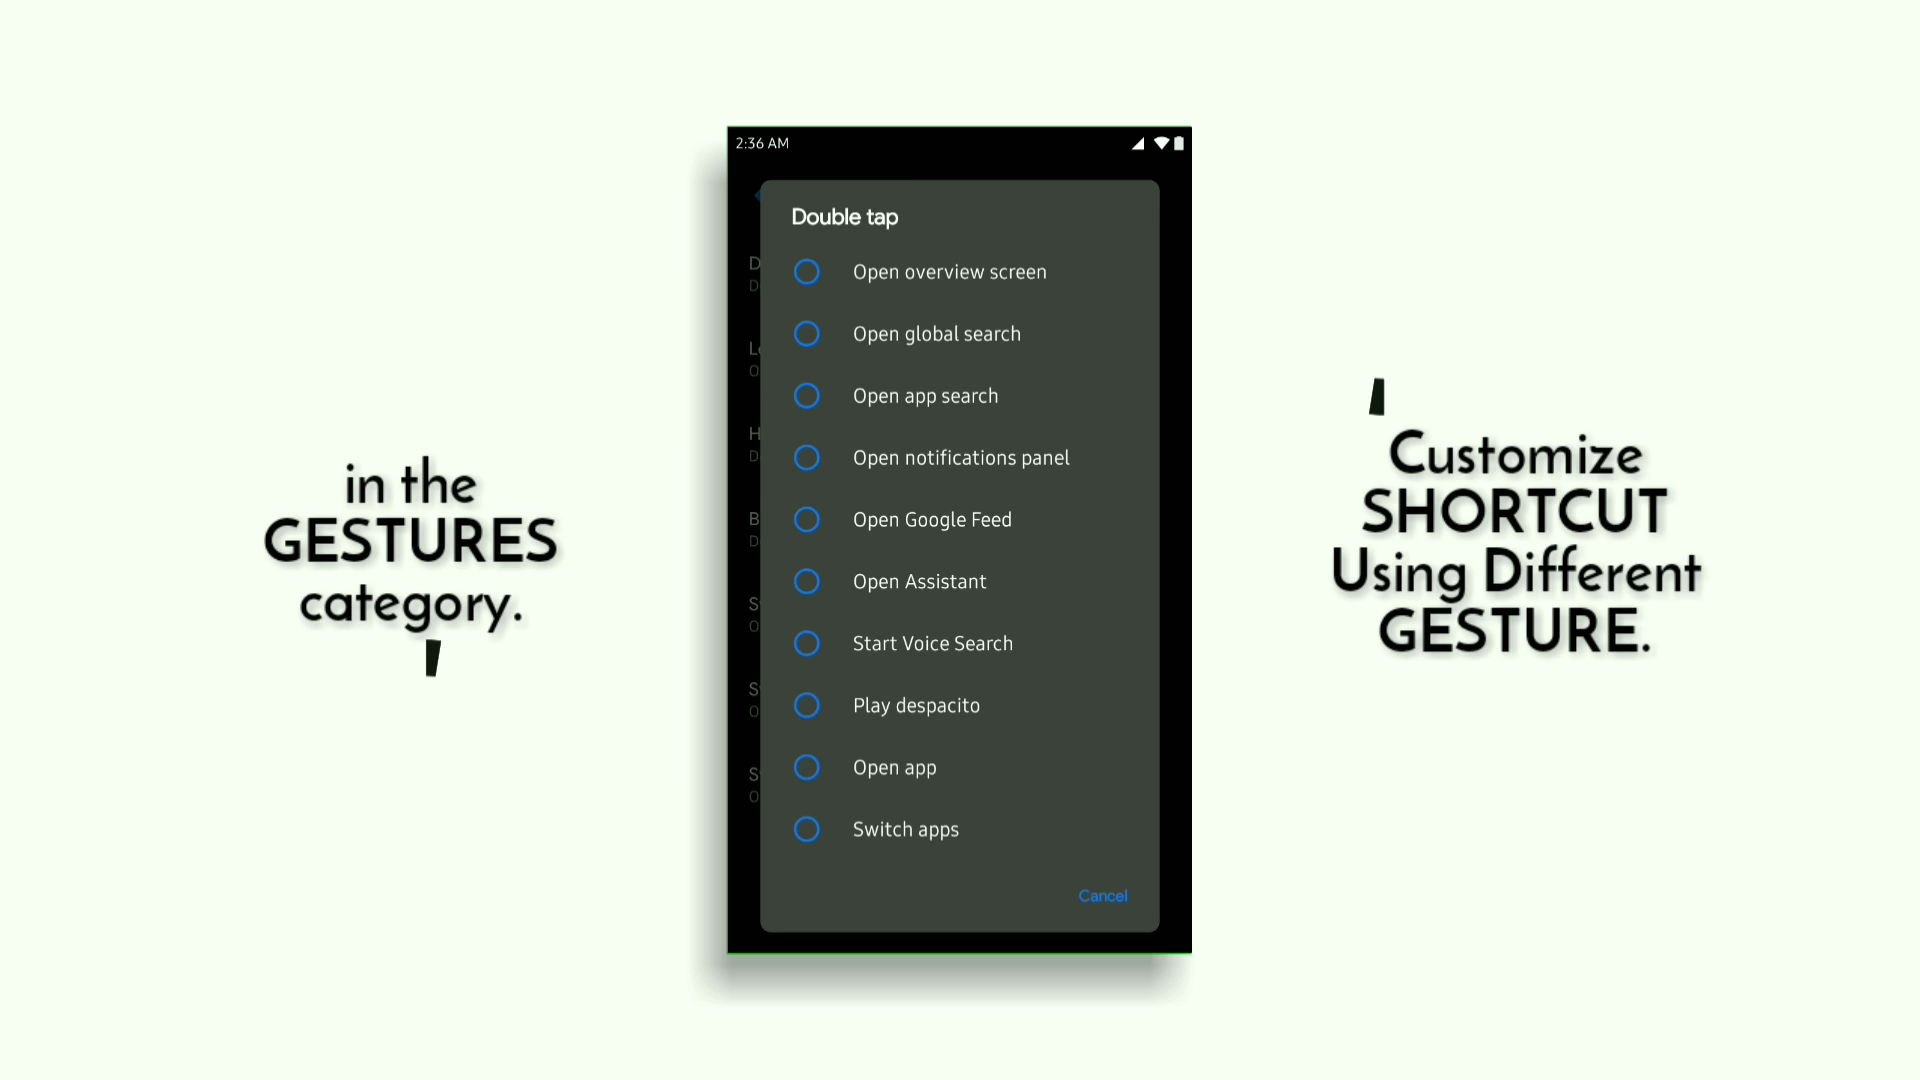 in the
GESTURES
category.
'
2:36 AM
Double tap
Open overview screen
Open global search
Open app search
Open notifications panel
Open Google Feed
Open Assistant
Start Voice Search
Play despacito
Open app
Switch apps
Cancel
D
D
L
O
H
D
B
D
S
O
S
O
S
O
'
Customize
SHORTCUT
Using Different
GESTURE.